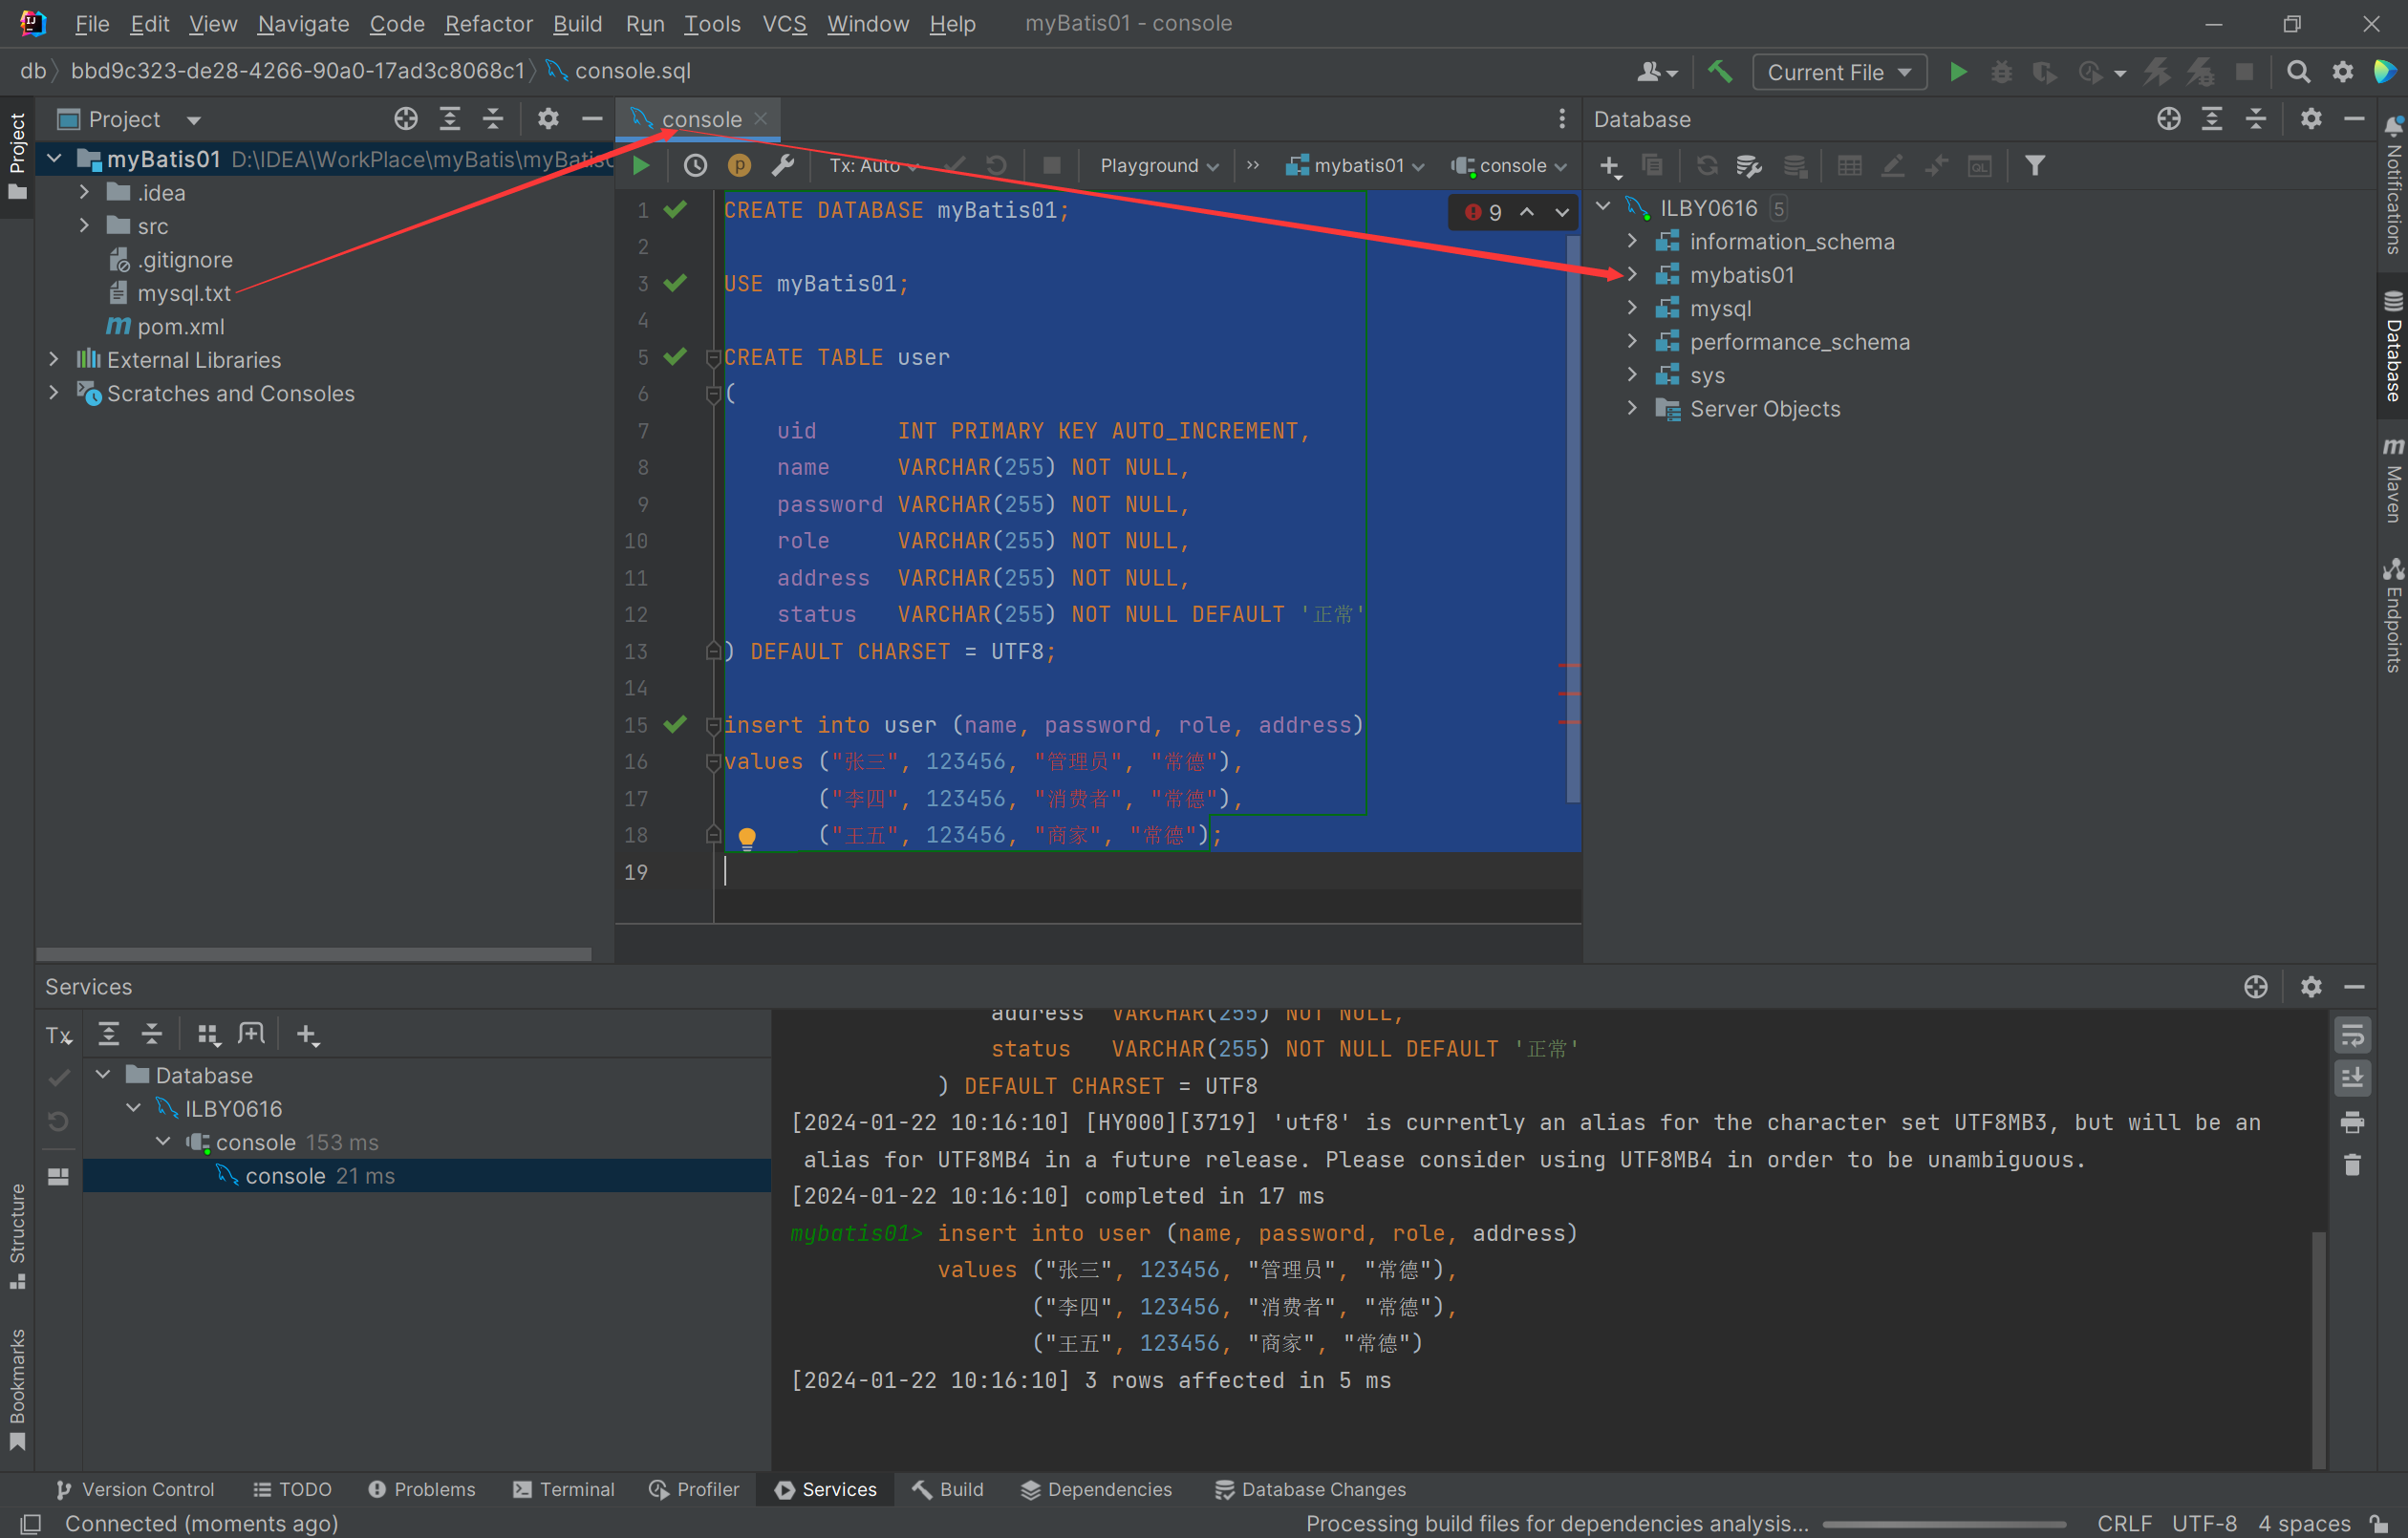 File Edit View Navigate Code Refactor Build Run Tools VCS Window Help myBatis01 - console
db bbd9c323-de28-4266-90a0-17ad3c8068c1 console.sql Current File
Project
Project
myBatis01 D:\IDEA\WorkPlace\myBatis\myBatis
.idea
src
.gitignore
mysql.txt
pom.xml
External Libraries
Scratches and Consoles
console
Tx: Auto Playground mybatis01 console
9
1 CREATE DATABASE myBatis01;
2
3 USE myBatis01;
4
5 CREATE TABLE user
6 (
7 uid INT PRIMARY KEY AUTO_INCREMENT,
8 name VARCHAR(255) NOT NULL,
9 password VARCHAR(255) NOT NULL,
10 role VARCHAR(255) NOT NULL,
11 address VARCHAR(255) NOT NULL,
12 status VARCHAR(255) NOT NULL DEFAULT '正常'
13 ) DEFAULT CHARSET = UTF8;
14
15 insert into user (name, password, role, address)
16 values ("张三", 123456, "管理员", "常德"),
17 ("李四", 123456, "消费者", "常德"),
18 ("王五", 123456, "商家", "常德");
19
Database
ILBY0616 5
information_schema
mybatis01
mysql
performance_schema
sys
Server Objects
Notifications
Database
Maven
Endpoints
Services
Tx
Database
ILBY0616
console 153 ms
console 21 ms
address VARCHAR(255) NOT NULL,
status VARCHAR(255) NOT NULL DEFAULT '正常'
) DEFAULT CHARSET = UTF8
[2024-01-22 10:16:10] [HY000][3719] 'utf8' is currently an alias for the character set UTF8MB3, but will be an
alias for UTF8MB4 in a future release. Please consider using UTF8MB4 in order to be unambiguous.
[2024-01-22 10:16:10] completed in 17 ms
mybatis01> insert into user (name, password, role, address)
values ("张三", 123456, "管理员", "常德"),
("李四", 123456, "消费者", "常德"),
("王五", 123456, "商家", "常德")
[2024-01-22 10:16:10] 3 rows affected in 5 ms
Structure
Bookmarks
Version Control TODO Problems Terminal Profiler Services Build Dependencies Database Changes
Connected (moments ago) Processing build files for dependencies analysis... CRLF UTF-8 4 spaces